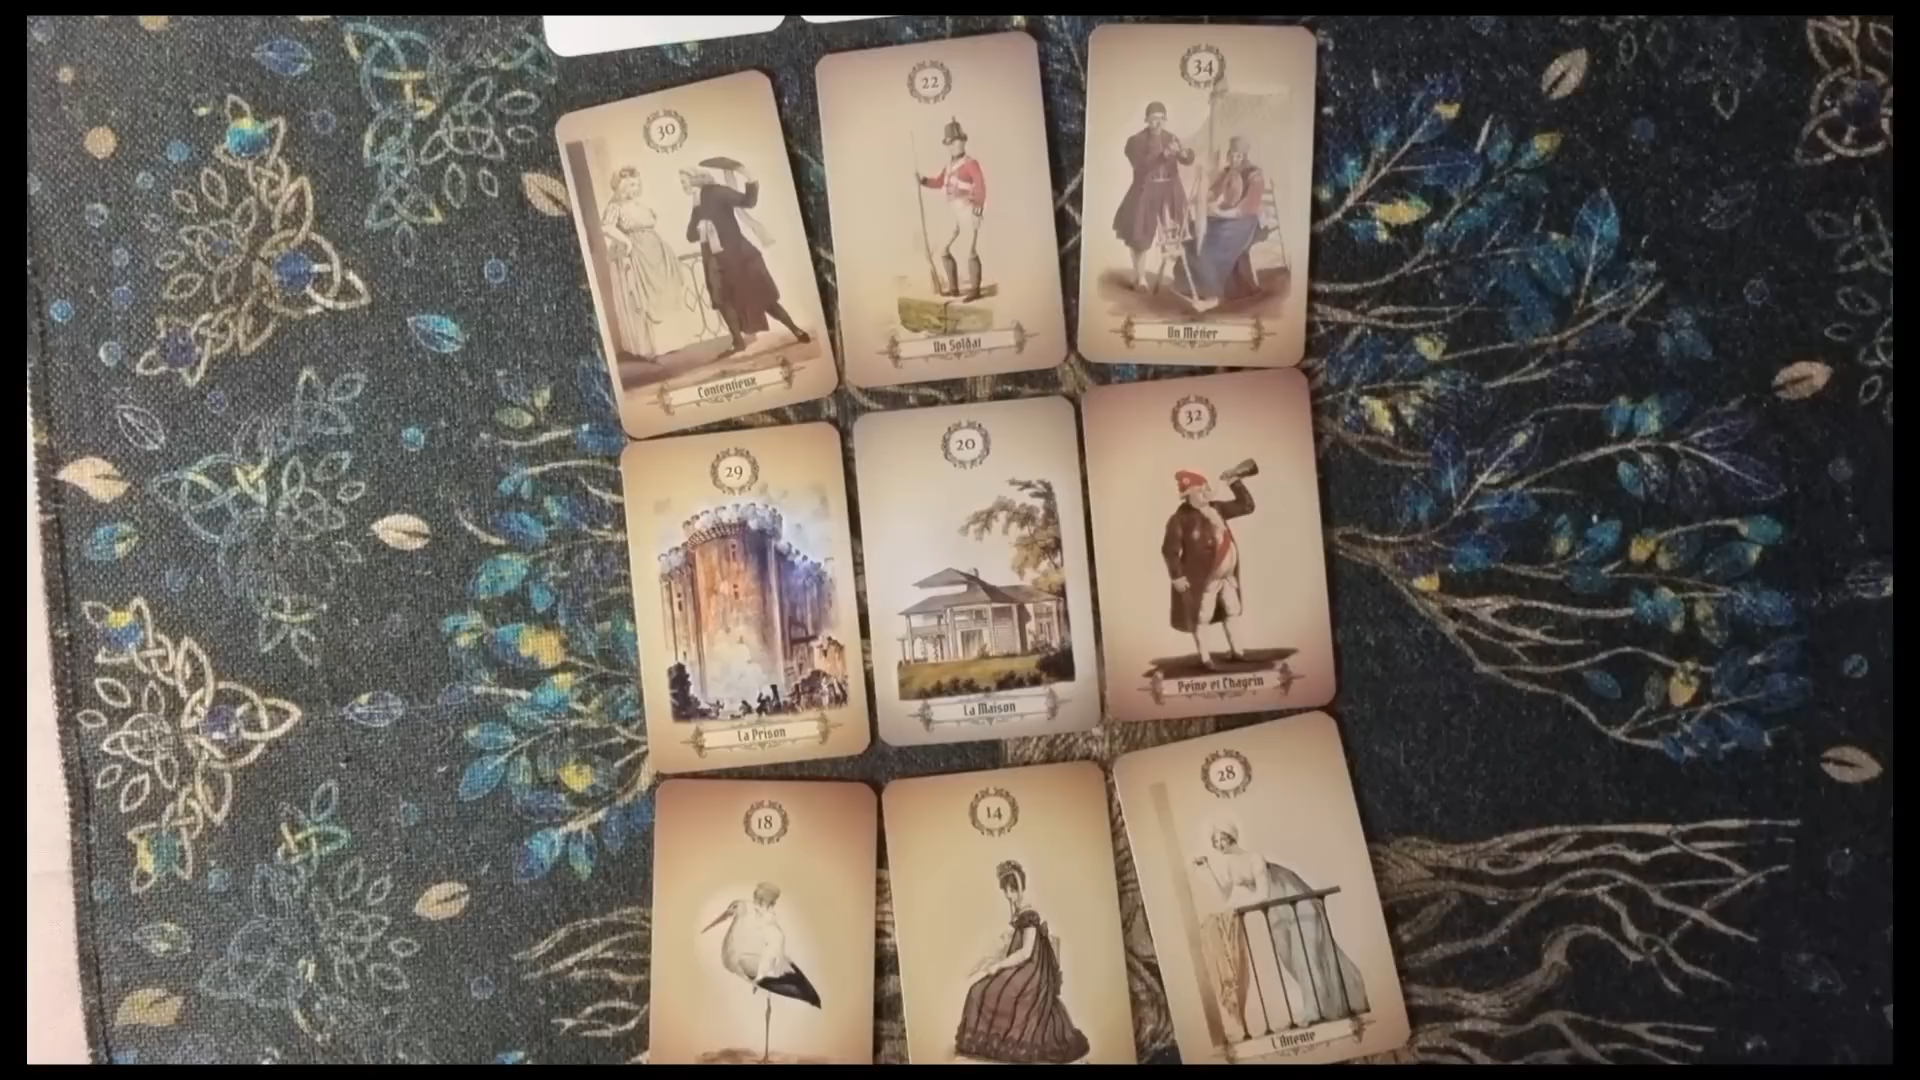 30
Contentieux
22
Un Soldat
34
Un Métier
29
La Prison
20
La Maison
32
Peine et Chagrin
18
14
28
L'Attente